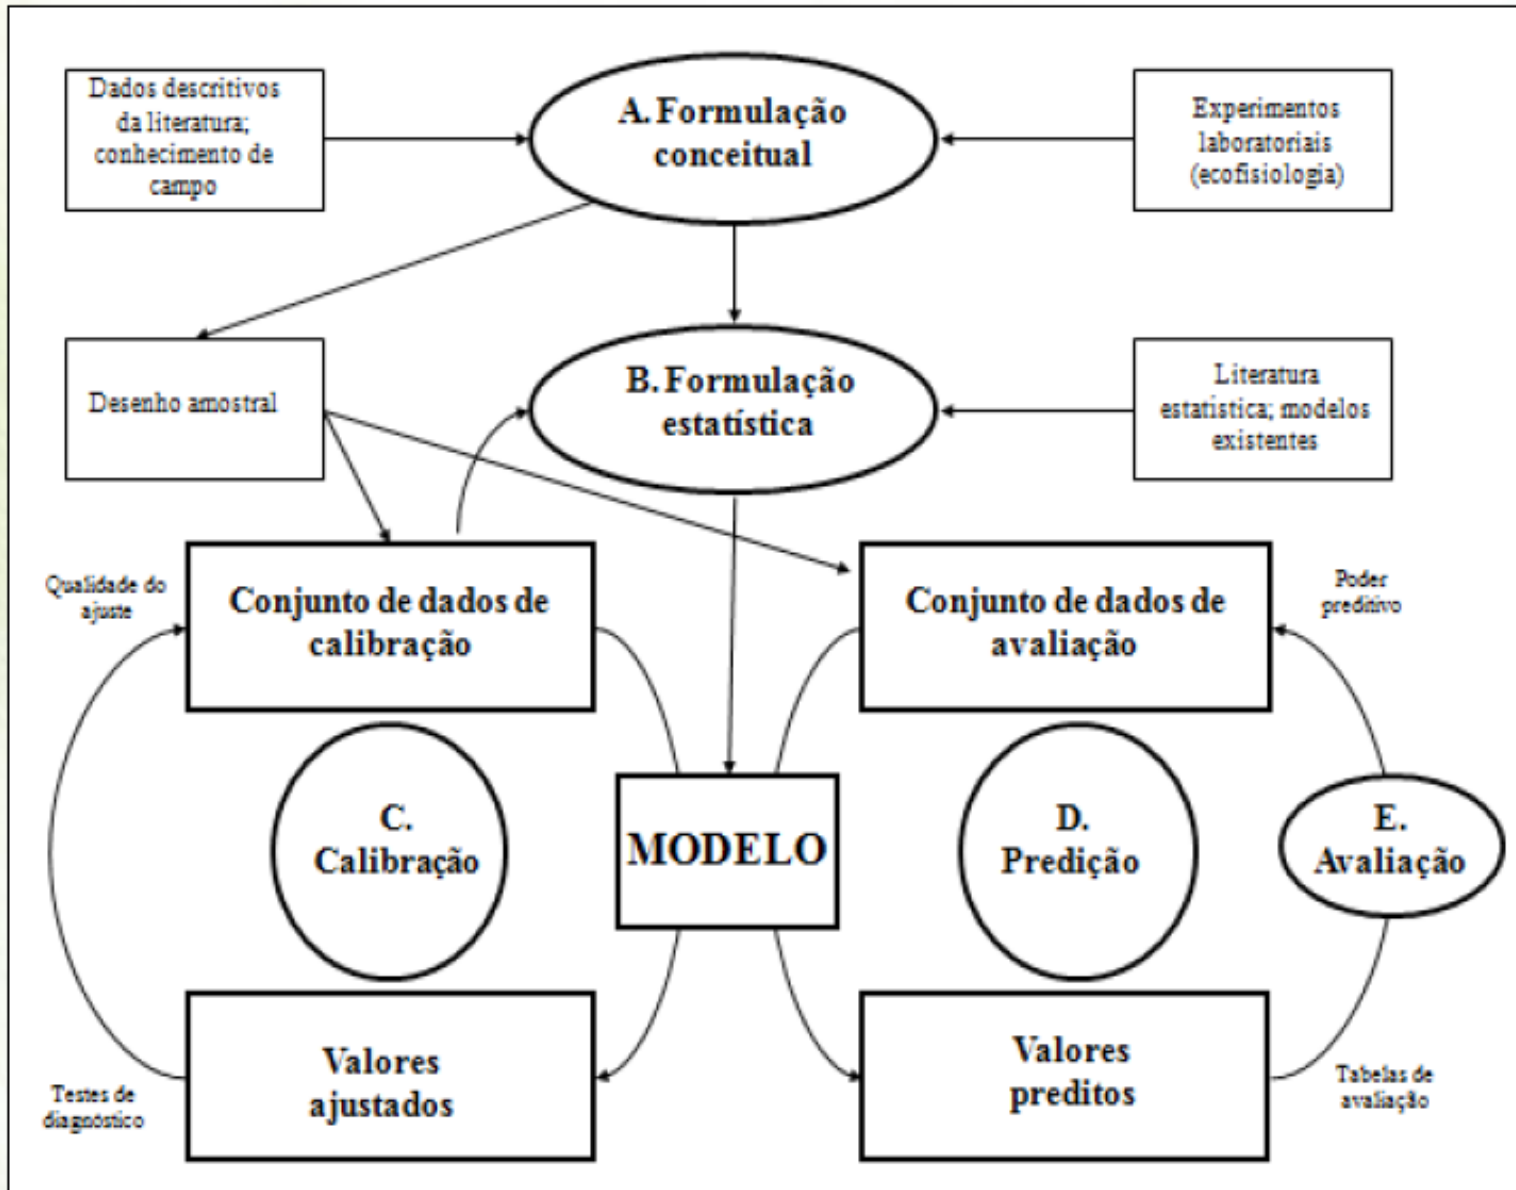 Dados descritivos
da literatura;
conhecimento de
campo
A. Formulação
conceitual
Experimentos
laboratoriais
(ecofisiologia)
Desenho amostral
B. Formulação
estatística
Literatura
estatística; modelos
existentes
Qualidade do
ajuste
Conjunto de dados de
calibração
Conjunto de dados de
avaliação
Poder
preditivo
C.
Calibração
MODELO
D.
Predição
E.
Avaliação
Testes de
diagnóstico
Valores
ajustados
Valores
preditos
Tabelas de
avaliação